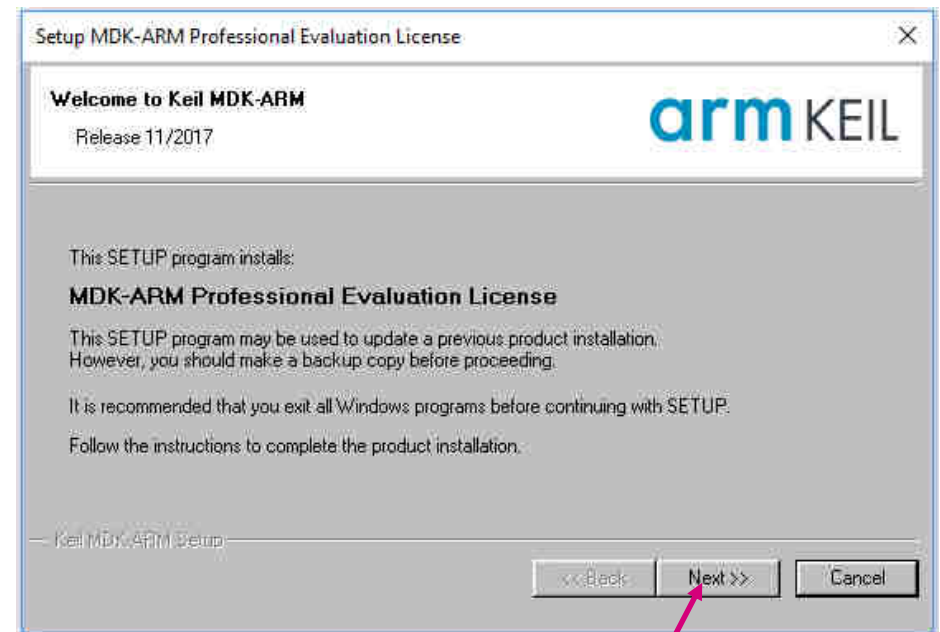 Setup MDK-ARM Professional Evaluation License
Welcome to Keil MDK-ARM
Release 11/2017
arm KEIL
This SETUP program installs:
MDK-ARM Professional Evaluation License
This SETUP program may be used to update a previous product installation.
However, you should make a backup copy before proceeding.
It is recommended that you exit all Windows programs before continuing with SETUP.
Follow the instructions to complete the product installation.
Keil MDK-ARM Setup
<< Back Next >> Cancel